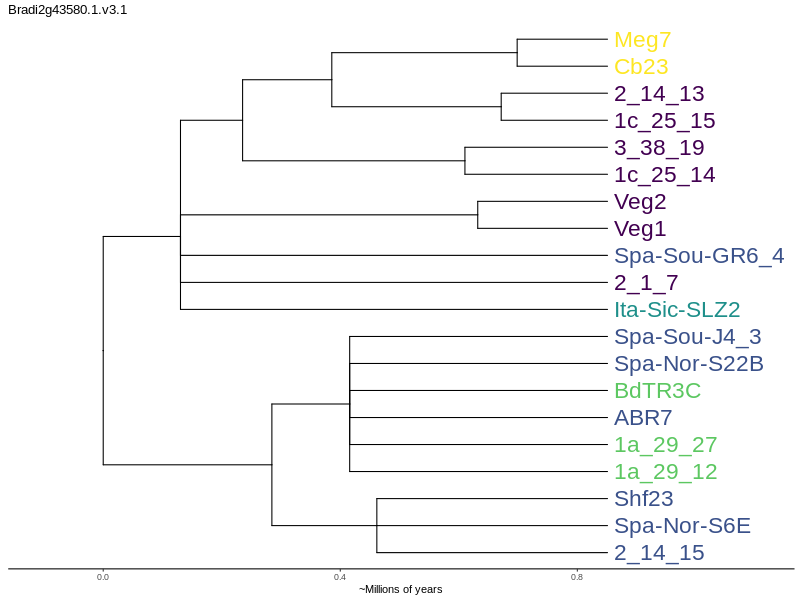 Bradi2g43580.1.v3.1
Meg7
Cb23
2_14_13
1c_25_15
3_38_19
1c_25_14
Veg2
Veg1
Spa-Sou-GR6_4
2_1_7
Ita-Sic-SLZ2
Spa-Sou-J4_3
Spa-Nor-S22B
BdTR3C
ABR7
1a_29_27
1a_29_12
Shf23
Spa-Nor-S6E
2_14_15
0.0 0.4 0.8
~Millions of years